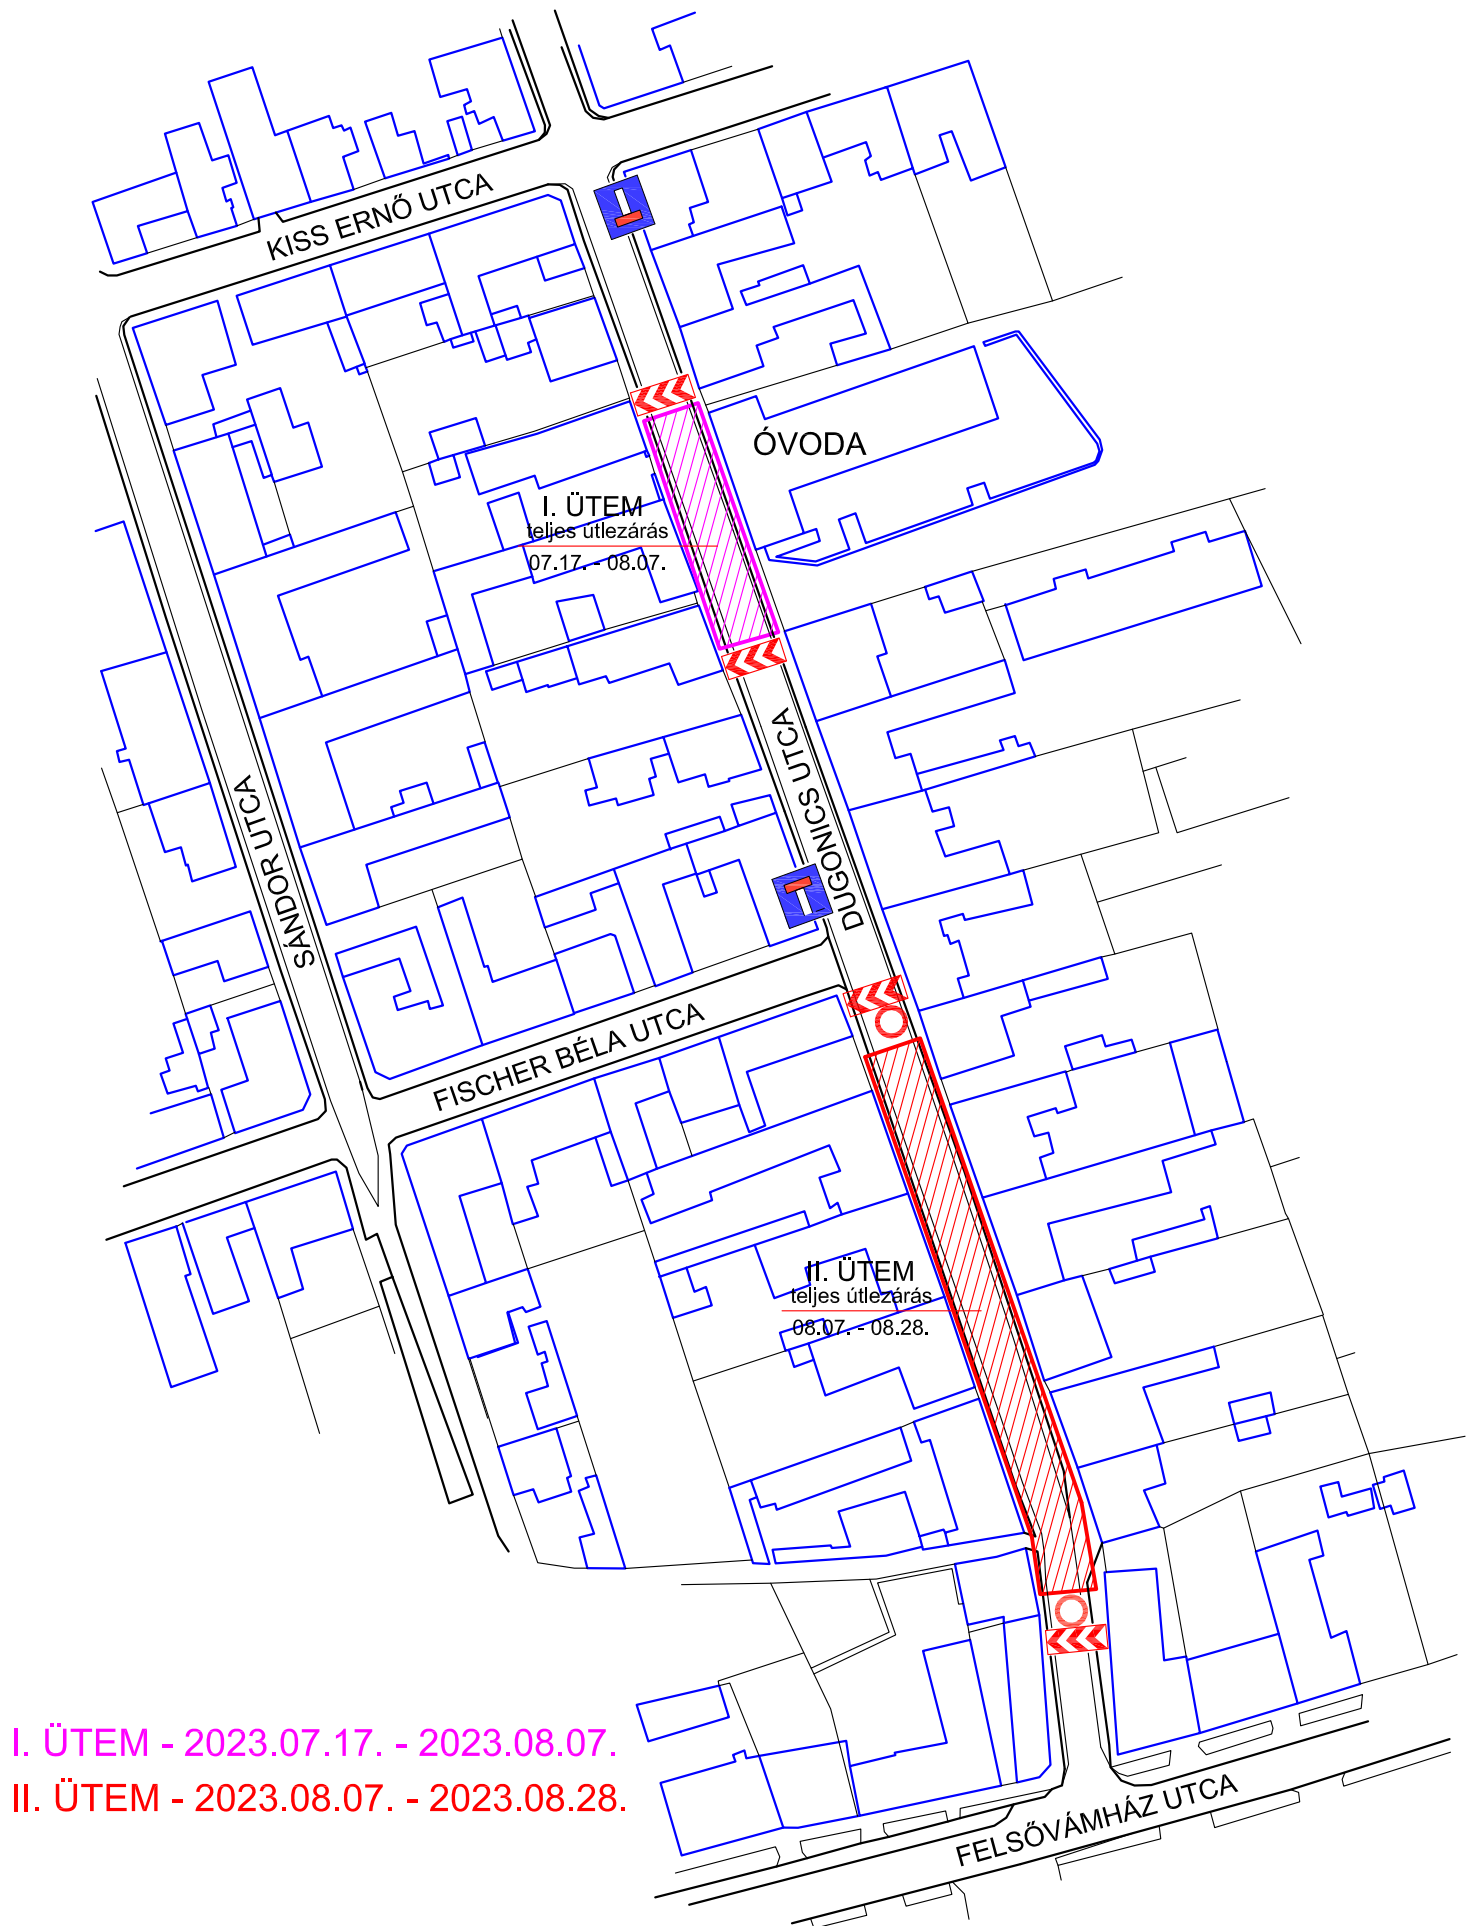 KISS ERNŐ UTCA
ÓVODA
I. ÜTEM
teljes útlezárás
07.17. - 08.07.
DUGONICS UTCA
SÁNDOR UTCA
FISCHER BÉLA UTCA
II. ÜTEM
teljes útlezárás
08.07. - 08.28.
I. ÜTEM - 2023.07.17. - 2023.08.07.
II. ÜTEM - 2023.08.07. - 2023.08.28.
FELSŐVÁMHÁZ UTCA